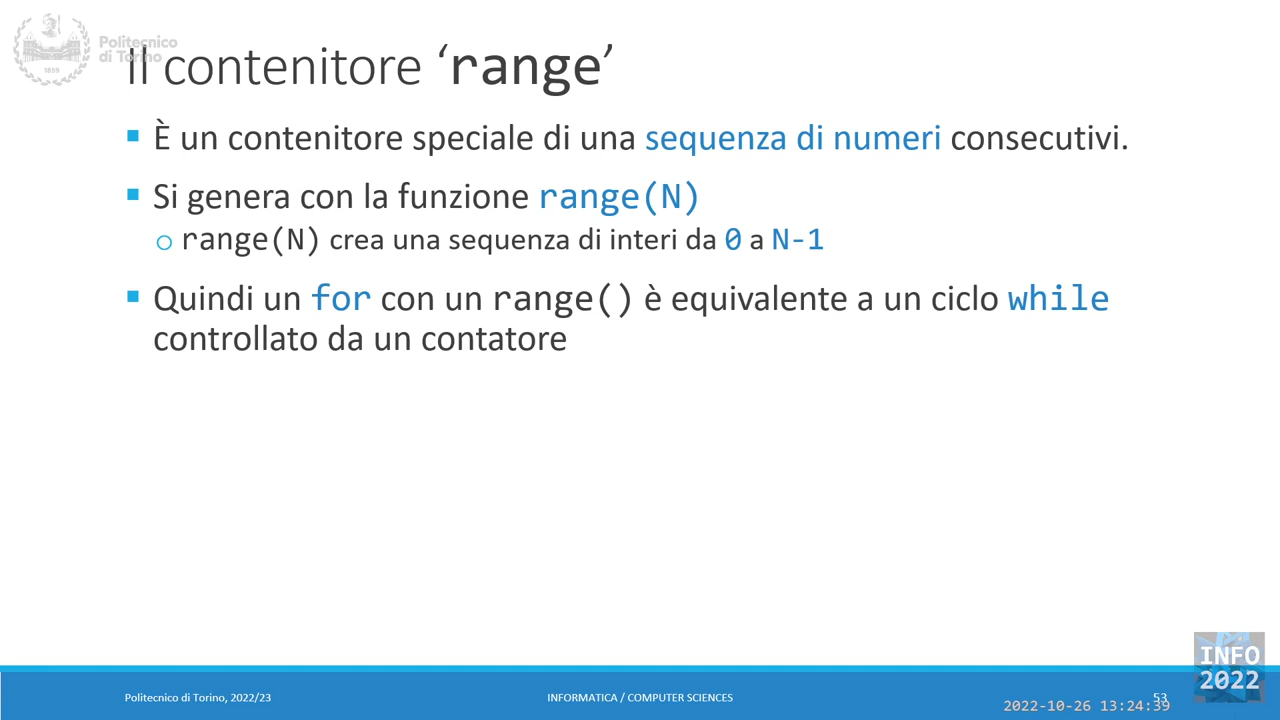 Politecnico
di Torino
1859
Il contenitore ‘range’
▪ È un contenitore speciale di una sequenza di numeri consecutivi.
▪ Si genera con la funzione range(N)
o range(N) crea una sequenza di interi da 0 a N-1
▪ Quindi un for con un range() è equivalente a un ciclo while
controllato da un contatore
INFO
2022
Politecnico di Torino, 2022/23
INFORMATICA / COMPUTER SCIENCES
53
2022-10-26 13:24:39